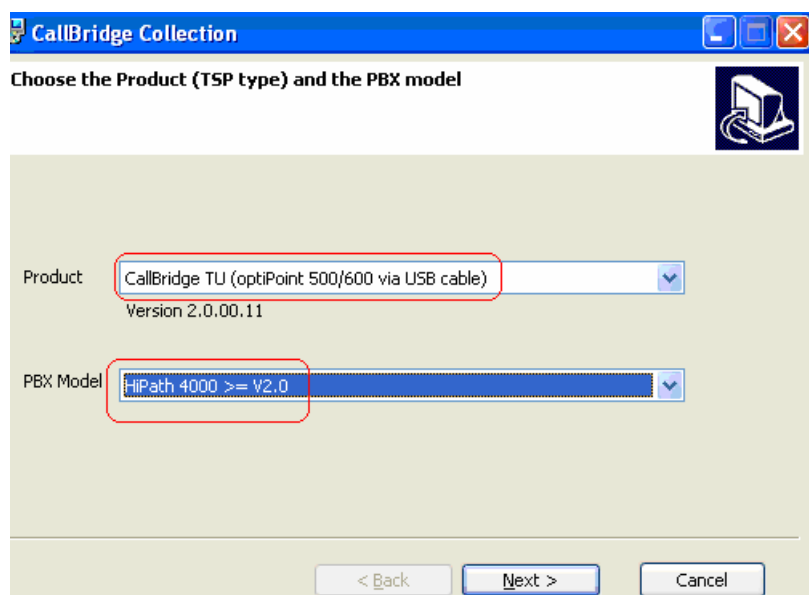 CallBridge Collection
Choose the Product (TSP type) and the PBX model
Product
CallBridge TU (optiPoint 500/600 via USB cable)
Version 2.0.00.11
PBX Model
HiPath 4000 >= V2.0
< Back
Next >
Cancel